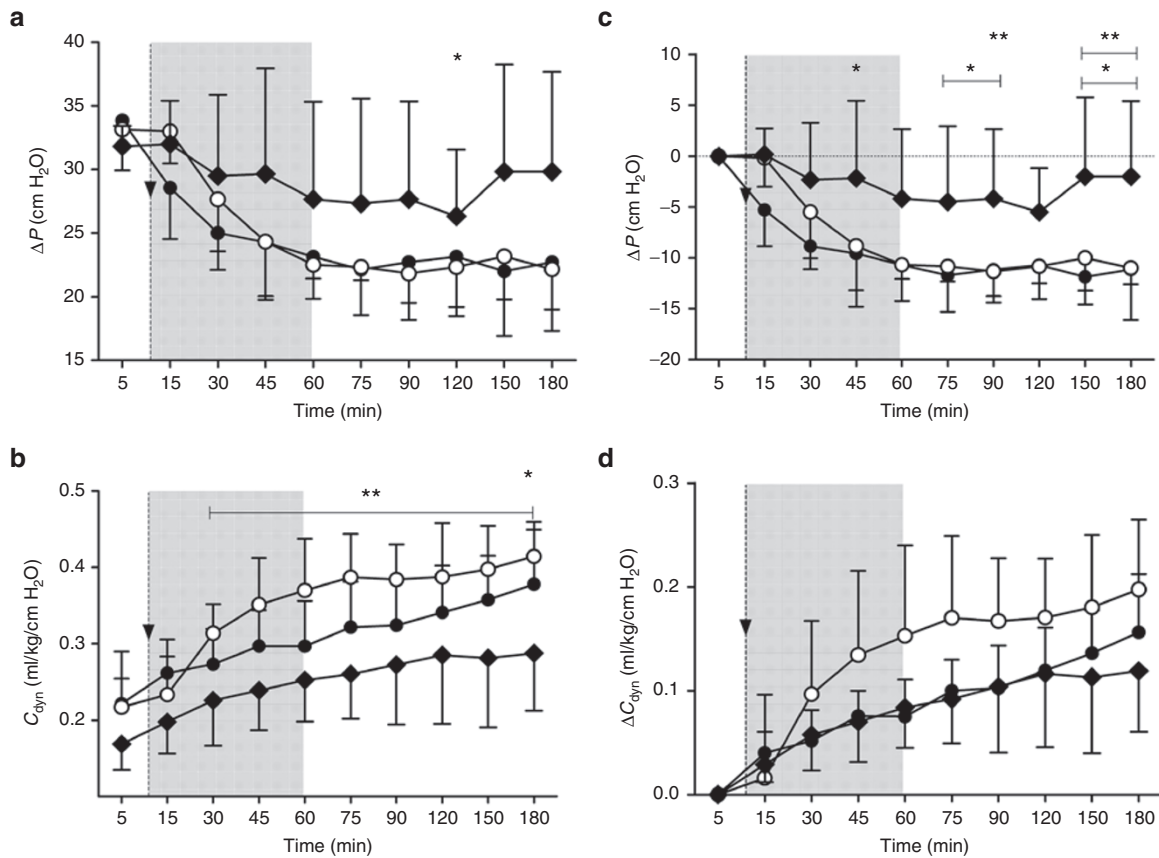 a
40
35
30
25
20
15
ΔP (cm H₂O)
*
5 15 30 45 60 75 90 120 150 180
Time (min)
c
10
5
0
−5
−10
−15
−20
ΔP (cm H₂O)
** **
* * *
5 15 30 45 60 75 90 120 150 180
Time (min)
b
0.5
0.4
0.3
0.2
C_dyn (ml/kg/cm H₂O)
*
**
5 15 30 45 60 75 90 120 150 180
Time (min)
d
0.3
0.2
0.1
0.0
ΔC_dyn (ml/kg/cm H₂O)
5 15 30 45 60 75 90 120 150 180
Time (min)